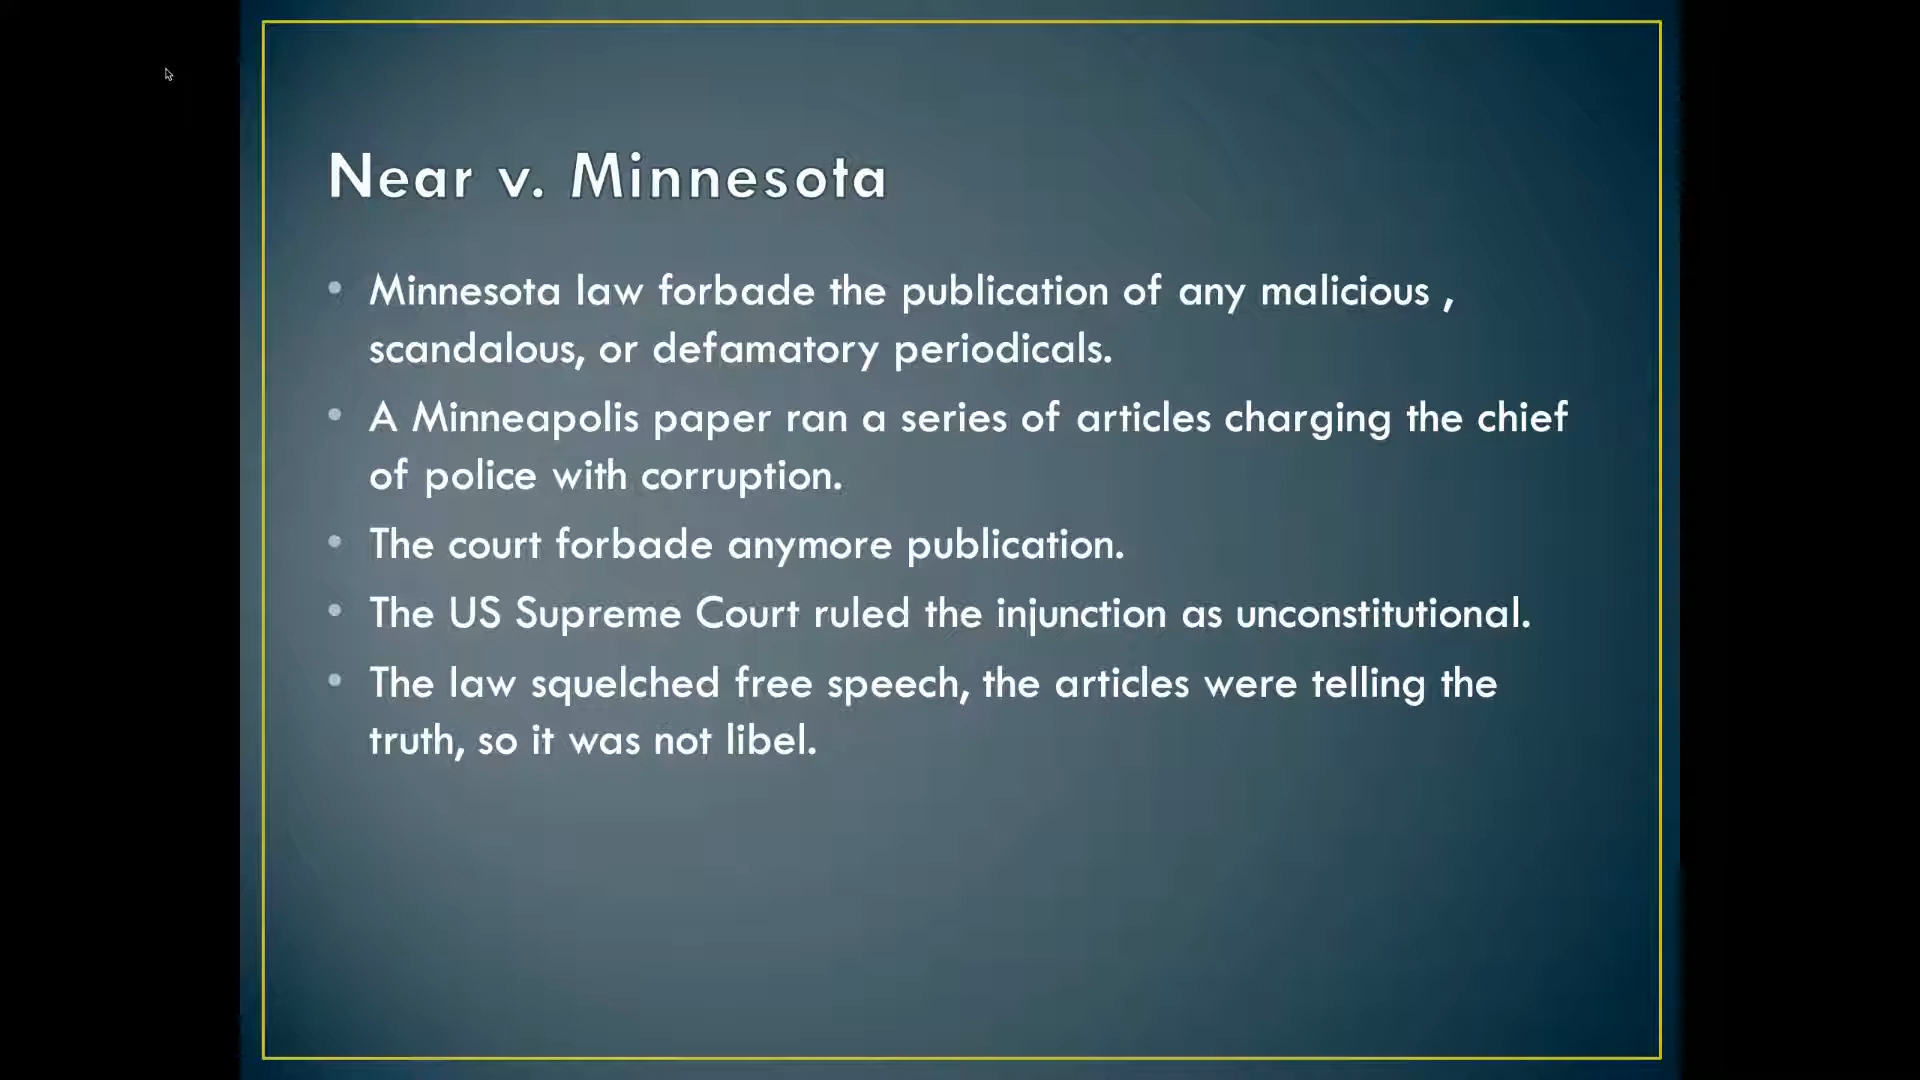 Near v. Minnesota
• Minnesota law forbade the publication of any malicious ,
scandalous, or defamatory periodicals.
• A Minneapolis paper ran a series of articles charging the chief
of police with corruption.
• The court forbade anymore publication.
• The US Supreme Court ruled the injunction as unconstitutional.
• The law squelched free speech, the articles were telling the
truth, so it was not libel.